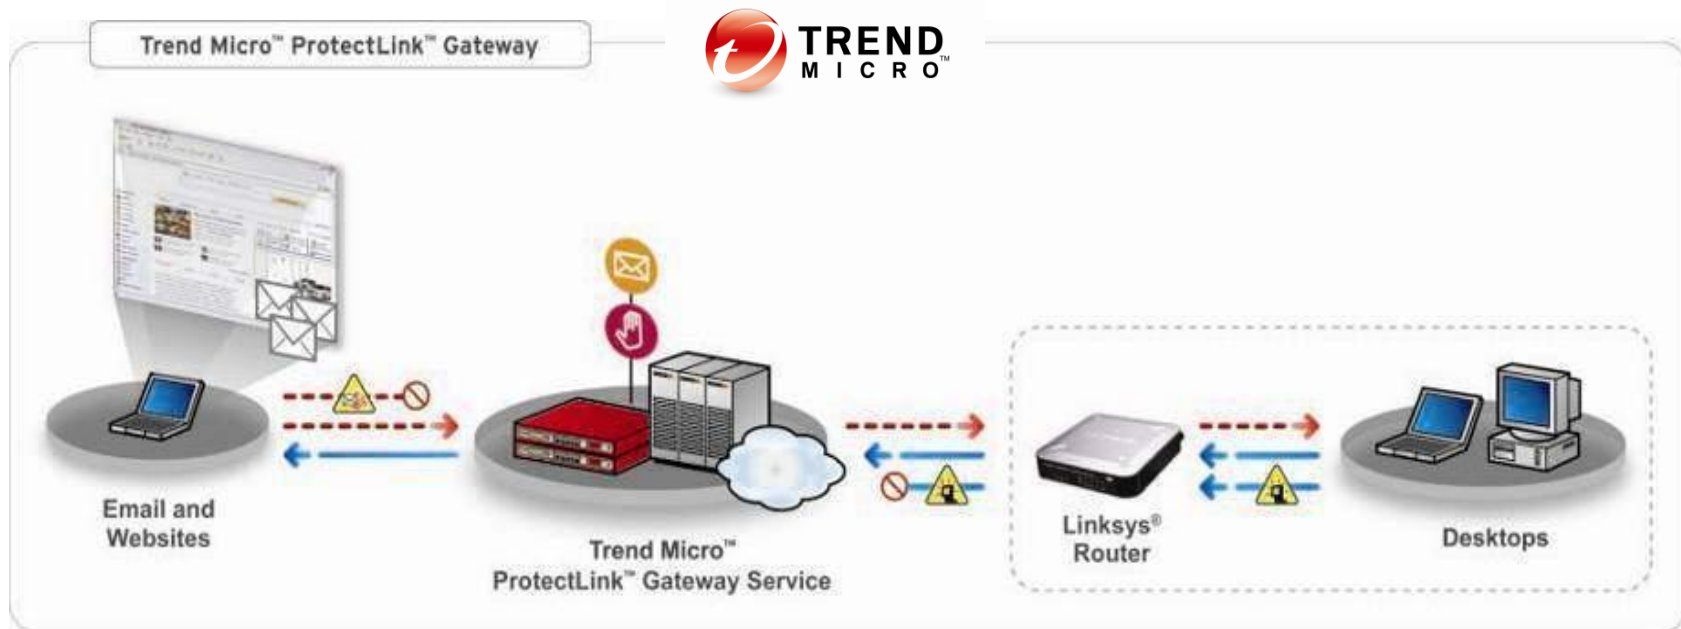 Trend Micro™ ProtectLink™ Gateway
TREND
MICRO™
Email and
Websites
Trend Micro™
ProtectLink™ Gateway Service
Linksys®
Router
Desktops